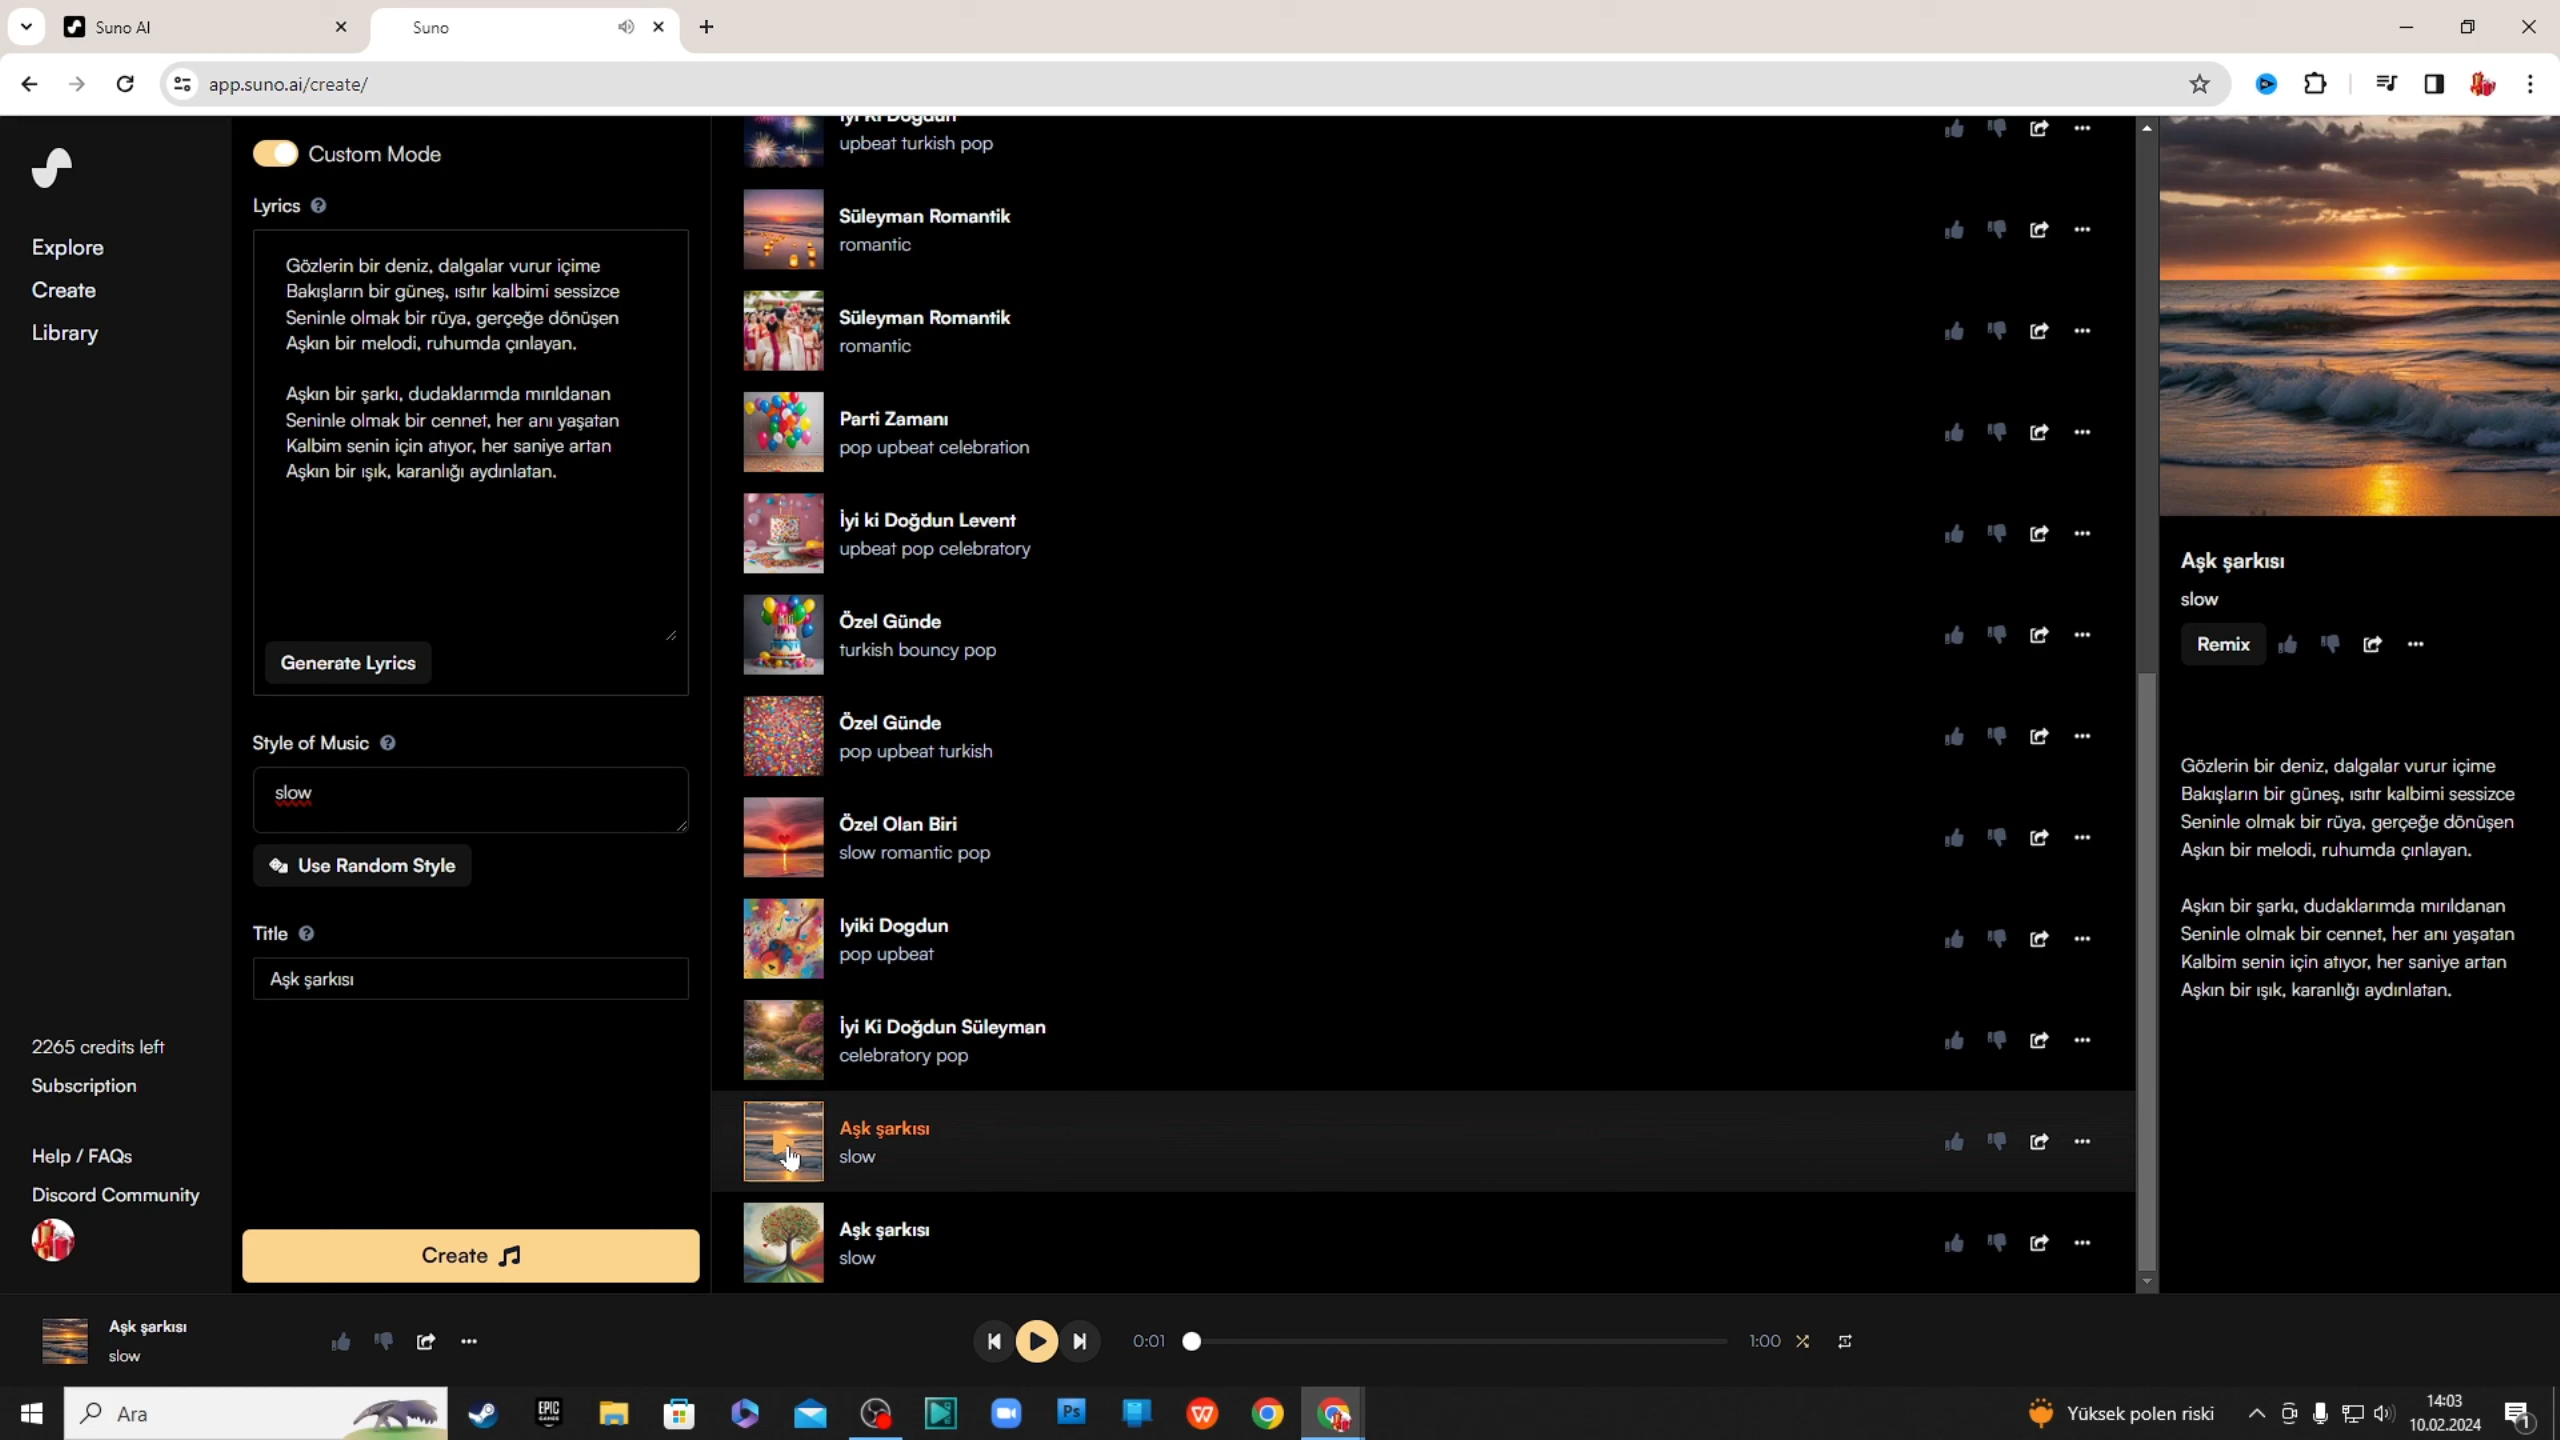 Suno AI
Suno
app.suno.ai/create/
Explore
Create
Library
2265 credits left
Subscription
Help / FAQs
Discord Community
Custom Mode
Lyrics
Gözlerin bir deniz, dalgalar vurur içime
Bakışların bir güneş, ısıtır kalbimi sessizce
Seninle olmak bir rüya, gerçeğe dönüşen
Aşkın bir melodi, ruhumda çınlayan.
Aşkın bir şarkı, dudaklarımda mırıldanan
Seninle olmak bir cennet, her anı yaşatan
Kalbim senin için atıyor, her saniye artan
Aşkın bir ışık, karanlığı aydınlatan.
Generate Lyrics
Style of Music
slow
Use Random Style
Title
Aşk şarkısı
Create
İyi Ki Doğdun
upbeat turkish pop
Süleyman Romantik
romantic
Süleyman Romantik
romantic
Parti Zamanı
pop upbeat celebration
İyi ki Doğdun Levent
upbeat pop celebratory
Özel Günde
turkish bouncy pop
Özel Günde
pop upbeat turkish
Özel Olan Biri
slow romantic pop
Iyiki Dogdun
pop upbeat
İyi Ki Doğdun Süleyman
celebratory pop
Aşk şarkısı
slow
Aşk şarkısı
slow
Aşk şarkısı
slow
Remix
Gözlerin bir deniz, dalgalar vurur içime
Bakışların bir güneş, ısıtır kalbimi sessizce
Seninle olmak bir rüya, gerçeğe dönüşen
Aşkın bir melodi, ruhumda çınlayan.
Aşkın bir şarkı, dudaklarımda mırıldanan
Seninle olmak bir cennet, her anı yaşatan
Kalbim senin için atıyor, her saniye artan
Aşkın bir ışık, karanlığı aydınlatan.
Aşk şarkısı
slow
0:01
1:00
Ara
EPIC GAMES
Ps
W
Yüksek polen riski
14:03
10.02.2024
1